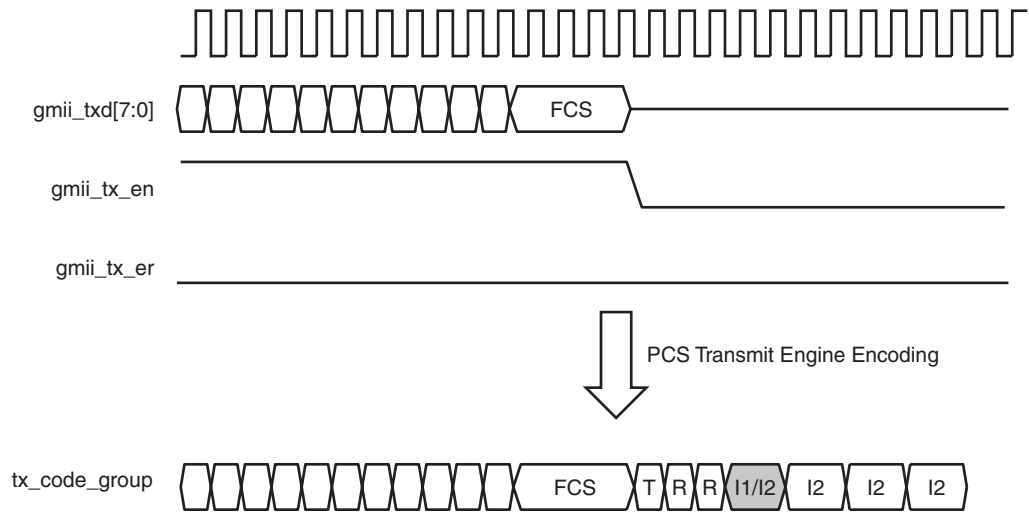 gmii_txd[7:0] FCS
gmii_tx_en
gmii_tx_er
PCS Transmit Engine Encoding
tx_code_group FCS T R R I1/I2 I2 I2 I2